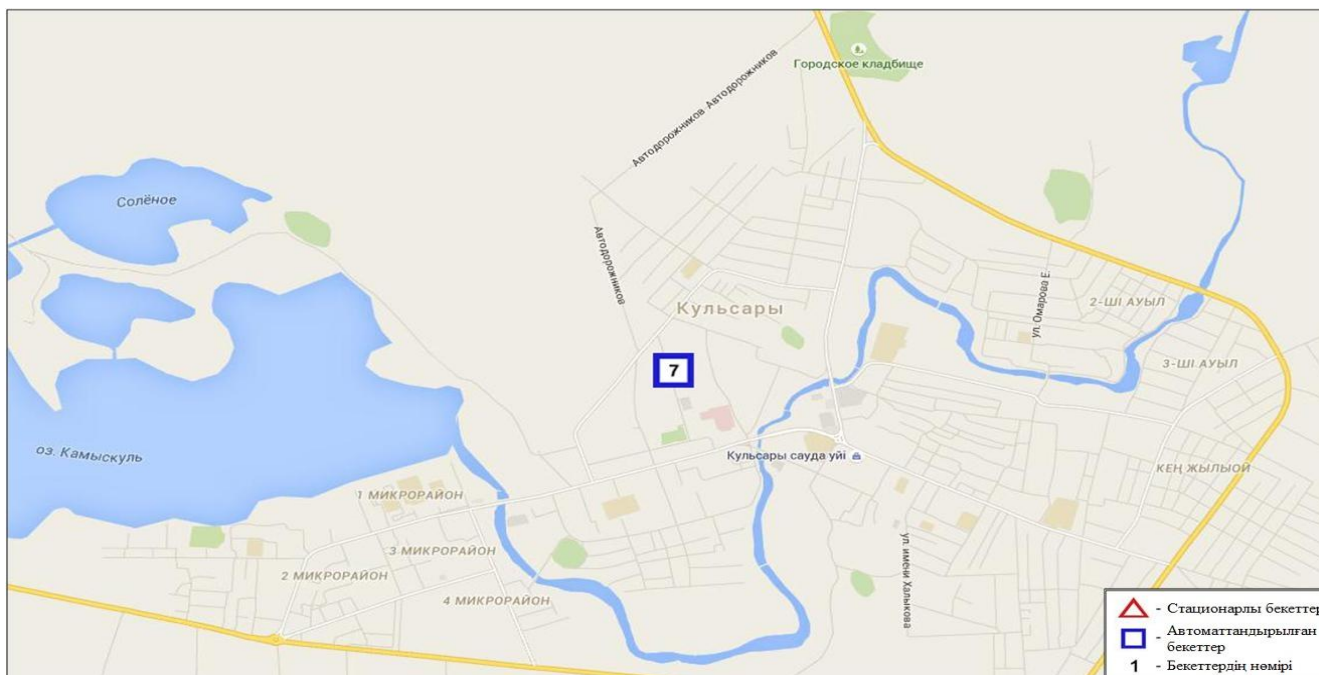 Городское кладбище
Автодорожников Автодорожников
Солёное
Автодорожников
ул. Омарова Е.
2-ШІ АУЫЛ
Кульсары
3-ШІ АУЫЛ
7
оз. Камыскуль
Кульсары сауда уйі
КЕҢ ЖЫЛЫОЙ
1 МИКРОРАЙОН
3 МИКРОРАЙОН
2 МИКРОРАЙОН
4 МИКРОРАЙОН
ул. имени Халыкова
- Стационарлы бекеттер
- Автоматтандырылған
бекеттер
1 - Бекеттердің нөмірі